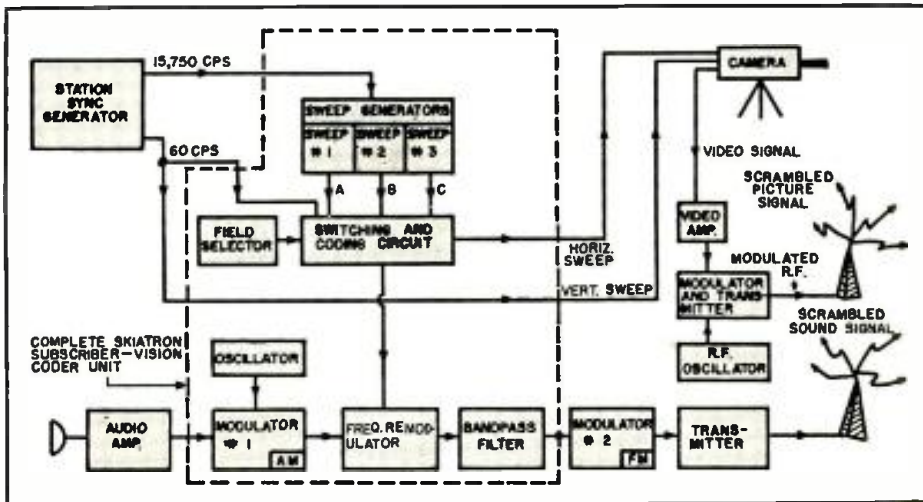 15,750 CPS
STATION
SYNC
GENERATOR
60 CPS
SWEEP GENERATORS
SWEEP
# 1
SWEEP
# 2
SWEEP
# 3
A
B
C
FIELD
SELECTOR
SWITCHING AND
CODING CIRCUIT
HORIZ.
SWEEP
VERT. SWEEP
CAMERA
VIDEO SIGNAL
SCRAMBLED
PICTURE
SIGNAL
VIDEO
AMP.
MODULATED
R.F.
MODULATOR
AND TRANS
MITTER
R.F.
OSCILLATOR
SCRAMBLED
SOUND SIGNAL
COMPLETE SKIATRON
SUBSCRIBER-VISION
CODER UNIT
OSCILLATOR
AUDIO
AMP.
MODULATOR
# 1
AM
FREQ. REMOD-
ULATOR
BANDPASS
FILTER
MODULATOR
# 2
FM
TRANS-
MITTER